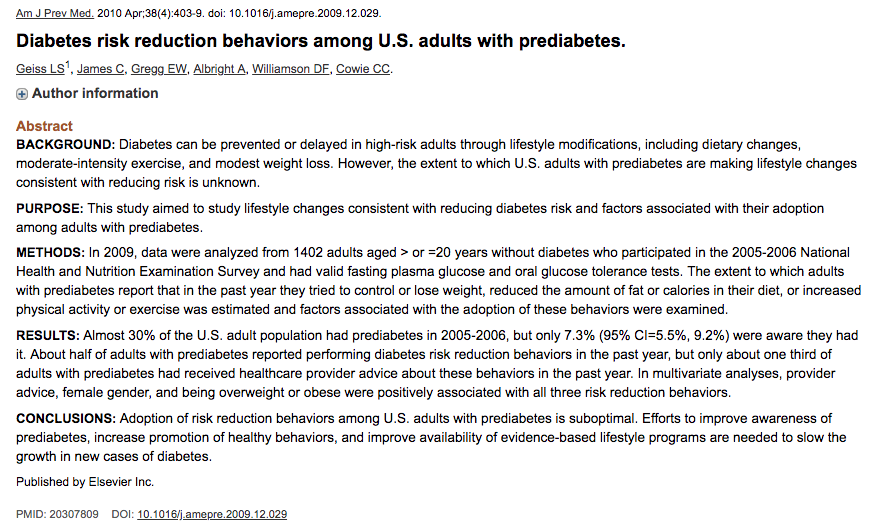 Am J Prev Med. 2010 Apr;38(4):403-9. doi: 10.1016/j.amepre.2009.12.029.
Diabetes risk reduction behaviors among U.S. adults with prediabetes.
Geiss LS1, James C, Gregg EW, Albright A, Williamson DF, Cowie CC.
Author information
Abstract
BACKGROUND: Diabetes can be prevented or delayed in high-risk adults through lifestyle modifications, including dietary changes,
moderate-intensity exercise, and modest weight loss. However, the extent to which U.S. adults with prediabetes are making lifestyle changes
consistent with reducing risk is unknown.
PURPOSE: This study aimed to study lifestyle changes consistent with reducing diabetes risk and factors associated with their adoption
among adults with prediabetes.
METHODS: In 2009, data were analyzed from 1402 adults aged > or =20 years without diabetes who participated in the 2005-2006 National
Health and Nutrition Examination Survey and had valid fasting plasma glucose and oral glucose tolerance tests. The extent to which adults
with prediabetes report that in the past year they tried to control or lose weight, reduced the amount of fat or calories in their diet, or increased
physical activity or exercise was estimated and factors associated with the adoption of these behaviors were examined.
RESULTS: Almost 30% of the U.S. adult population had prediabetes in 2005-2006, but only 7.3% (95% CI=5.5%, 9.2%) were aware they had
it. About half of adults with prediabetes reported performing diabetes risk reduction behaviors in the past year, but only about one third of
adults with prediabetes had received healthcare provider advice about these behaviors in the past year. In multivariate analyses, provider
advice, female gender, and being overweight or obese were positively associated with all three risk reduction behaviors.
CONCLUSIONS: Adoption of risk reduction behaviors among U.S. adults with prediabetes is suboptimal. Efforts to improve awareness of
prediabetes, increase promotion of healthy behaviors, and improve availability of evidence-based lifestyle programs are needed to slow the
growth in new cases of diabetes.
Published by Elsevier Inc.
PMID: 20307809 DOI: 10.1016/j.amepre.2009.12.029